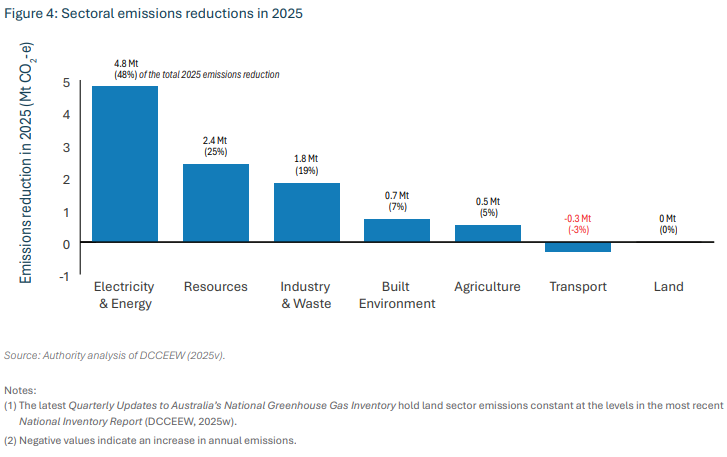 Figure 4: Sectoral emissions reductions in 2025
Emissions reduction in 2025 (Mt CO2-e)
5
4
3
2
1
0
-1
4.8 Mt
(48%) of the total 2025 emissions reduction
2.4 Mt
(25%)
1.8 Mt
(19%)
0.7 Mt
(7%)
0.5 Mt
(5%)
-0.3 Mt
(-3%)
0 Mt
(0%)
Electricity
& Energy
Resources
Industry
& Waste
Built
Environment
Agriculture
Transport
Land
Source: Authority analysis of DCCEEW (2025v).
Notes:
(1) The latest Quarterly Updates to Australia's National Greenhouse Gas Inventory hold land sector emissions constant at the levels in the most recent
National Inventory Report (DCCEEW, 2025w).
(2) Negative values indicate an increase in annual emissions.